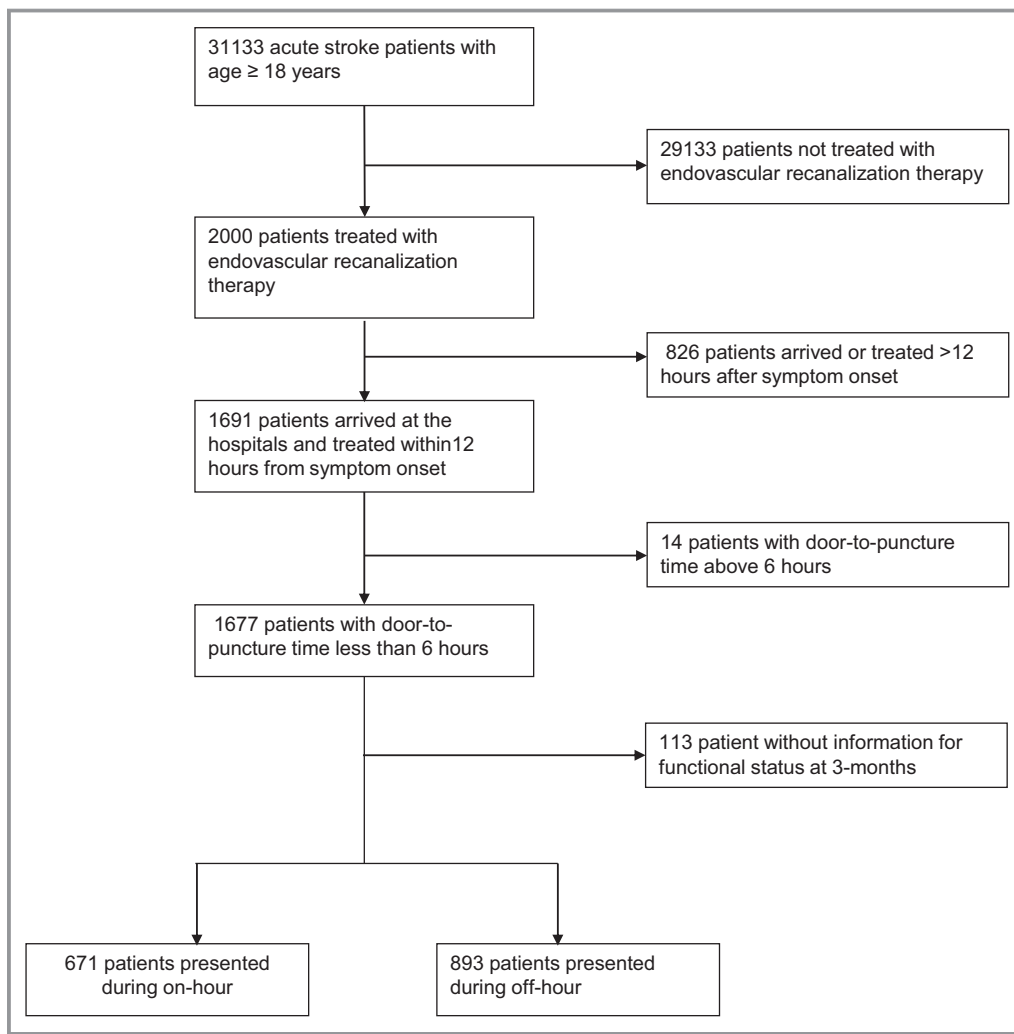 31133 acute stroke patients with
age ≥ 18 years
29133 patients not treated with
endovascular recanalization therapy
2000 patients treated with
endovascular recanalization
therapy
826 patients arrived or treated >12
hours after symptom onset
1691 patients arrived at the
hospitals and treated within12
hours from symptom onset
14 patients with door-to-puncture
time above 6 hours
1677 patients with door-to-
puncture time less than 6 hours
113 patient without information for
functional status at 3-months
671 patients presented
during on-hour
893 patients presented
during off-hour